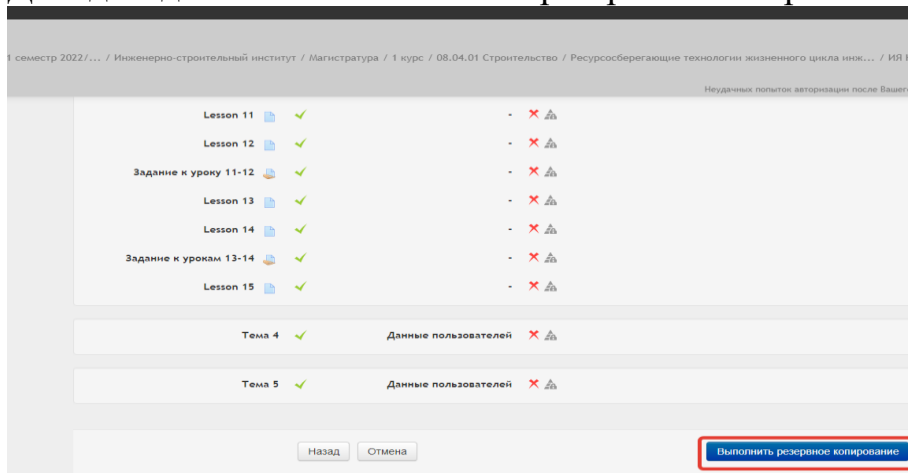 1 семестр 2022/... / Инженерно-строительный институт / Магистратура / 1 курс / 08.04.01 Строительство / Ресурсосберегающие технологии жизненного цикла инж... / ИЯ
Неудачных попыток авторизации после Вашего
Lesson 11 -
Lesson 12 -
Задание к уроку 11-12 -
Lesson 13 -
Lesson 14 -
Задание к урокам 13-14 -
Lesson 15 -
Тема 4 Данные пользователей
Тема 5 Данные пользователей
Назад Отмена Выполнить резервное копирование